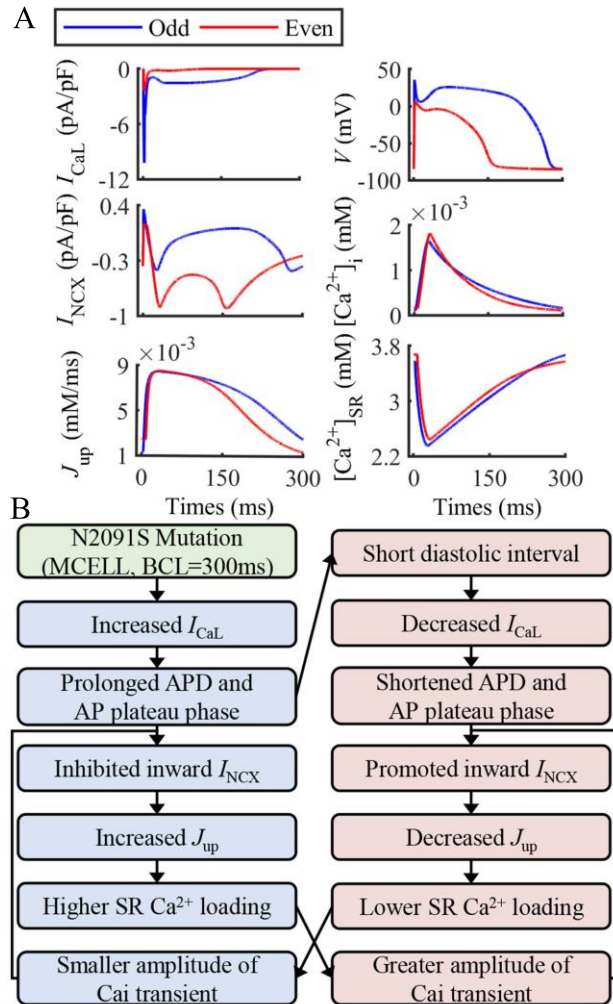 A
Odd Even
I_CaL (pA/pF)
0
-6
-12
V (mV)
50
0
-50
-100
0 150 300
I_NCX (pA/pF)
0.4
-0.3
-1
×10⁻³
[Ca²⁺]i (mM)
2
1
0
×10⁻³
J_up (mM/ms)
9
5
1
0 150 300
Times (ms)
[Ca²⁺]SR (mM)
3.8
3
2.2
0 150 300
Times (ms)
B
N2091S Mutation
(MCELL, BCL=300ms)
Increased I_CaL
Prolonged APD and
AP plateau phase
Inhibited inward I_NCX
Increased J_up
Higher SR Ca²⁺ loading
Smaller amplitude of
Cai transient
Short diastolic interval
Decreased I_CaL
Shortened APD and
AP plateau phase
Promoted inward I_NCX
Decreased J_up
Lower SR Ca²⁺ loading
Greater amplitude of
Cai transient